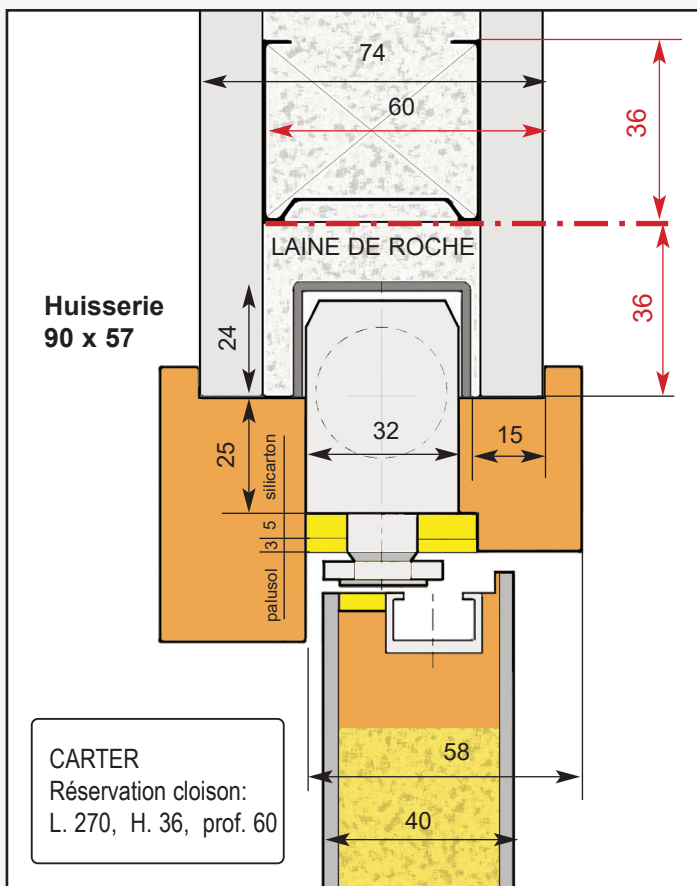 74
60
36
LAINE DE ROCHE
Huisserie
90 x 57
24
36
25
silicarton
32
15
5
3
palusol
58
40
CARTER
Réservation cloison:
L. 270, H. 36, prof. 60